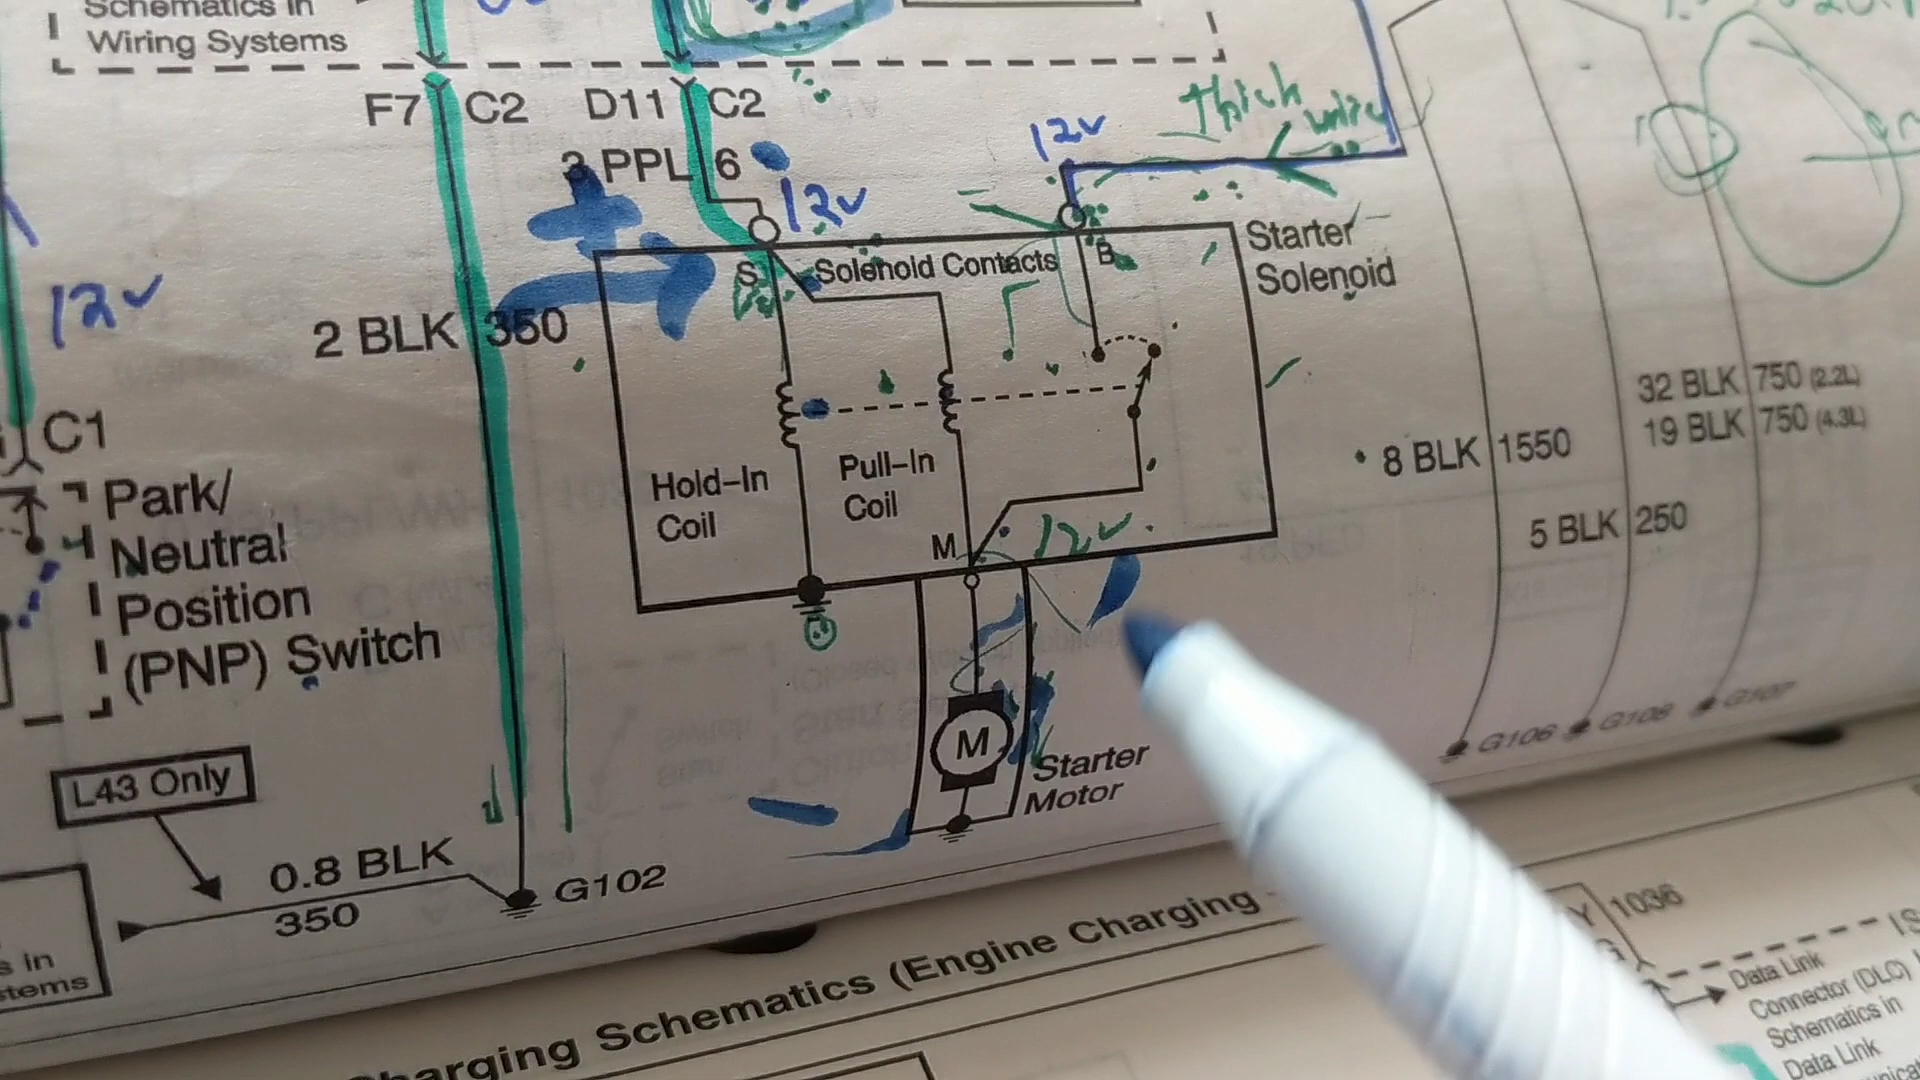 Schematics in
Wiring Systems
F7 C2
D11 C2
3 PPL 6
12v
12v
Thick wire
12v
S
Solenoid Contacts
B
Starter
Solenoid
2 BLK 350
C1
Park/
Neutral
Position
(PNP) Switch
Hold-In
Coil
Pull-In
Coil
M
12v
32 BLK 750 (2.2L)
19 BLK 750 (4.3L)
8 BLK 1550
5 BLK 250
G106
G108
G107
M
Starter
Motor
L43 Only
0.8 BLK
350
G102
s in
stems
Charging Schematics (Engine Charging -
1036
Data Link
Connector (DLC)
Schematics in
Data Link